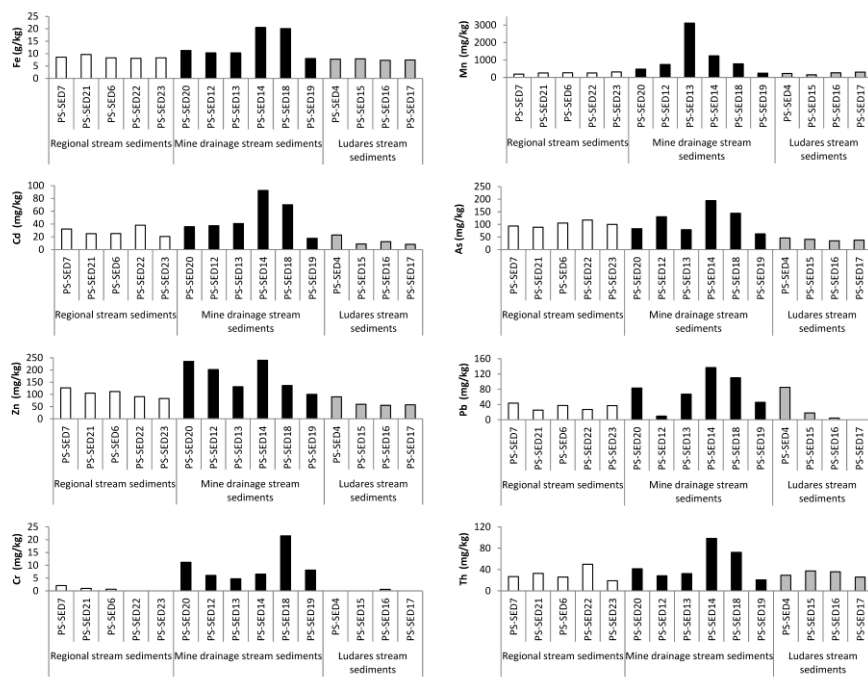 Fe (g/kg)
25
20
15
10
5
0
PS-SED7
PS-SED21
PS-SED6
PS-SED22
PS-SED23
PS-SED20
PS-SED12
PS-SED13
PS-SED14
PS-SED18
PS-SED19
PS-SED4
PS-SED15
PS-SED16
PS-SED17
Regional stream sediments
Mine drainage stream sediments
Ludares stream
sediments
Mn
(mg/kg)
3000
2000
1000
0
PS-SED7
PS-SED21
PS-SED6
PS-SED22
PS-SED23
PS-SED20
PS-SED12
PS-SED13
PS-SED14
PS-SED18
PS-SED19
PS-SED4
PS-SED15
PS-SED16
PS-SED17
Regional stream sediments
Mine drainage stream
sediments
Ludares stream
sediments
Cd
(mg/kg)
100
80
60
40
20
0
PS-SED7
PS-SED21
PS-SED6
PS-SED22
PS-SED23
PS-SED20
PS-SED12
PS-SED13
PS-SED14
PS-SED18
PS-SED19
PS-SED4
PS-SED15
PS-SED16
PS-SED17
Regional stream sediments
Mine drainage stream
sediments
Ludares stream
sediments
As (mg/kg)
250
200
150
100
50
0
PS-SED7
PS-SED21
PS-SED6
PS-SED22
PS-SED23
PS-SED20
PS-SED12
PS-SED13
PS-SED14
PS-SED18
PS-SED19
PS-SED4
PS-SED15
PS-SED16
PS-SED17
Regional stream sediments
Mine drainage stream
sediments
Ludares stream
sediments
Zn
(mg/kg)
250
200
150
100
50
0
PS-SED7
PS-SED21
PS-SED6
PS-SED22
PS-SED23
PS-SED20
PS-SED12
PS-SED13
PS-SED14
PS-SED18
PS-SED19
PS-SED4
PS-SED15
PS-SED16
PS-SED17
Regional stream sediments
Mine drainage stream
sediments
Ludares stream
sediments
Pb
(mg/kg)
160
120
80
40
0
PS-SED7
PS-SED21
PS-SED6
PS-SED22
PS-SED23
PS-SED20
PS-SED12
PS-SED13
PS-SED14
PS-SED18
PS-SED19
PS-SED4
PS-SED15
PS-SED16
PS-SED17
Regional stream sediments
Mine drainage stream
sediments
Ludares stream
sediments
Cr
(mg/kg)
25
20
15
10
5
0
PS-SED7
PS-SED21
PS-SED6
PS-SED22
PS-SED23
PS-SED20
PS-SED12
PS-SED13
PS-SED14
PS-SED18
PS-SED19
PS-SED4
PS-SED15
PS-SED16
PS-SED17
Regional stream sediments
Mine drainage stream sediments
Ludares stream
sediments
Th
(mg/kg)
120
80
40
0
PS-SED7
PS-SED21
PS-SED6
PS-SED22
PS-SED23
PS-SED20
PS-SED12
PS-SED13
PS-SED14
PS-SED18
PS-SED19
PS-SED4
PS-SED15
PS-SED16
PS-SED17
Regional stream sediments
Mine drainage stream sediments
Ludares stream
sediments